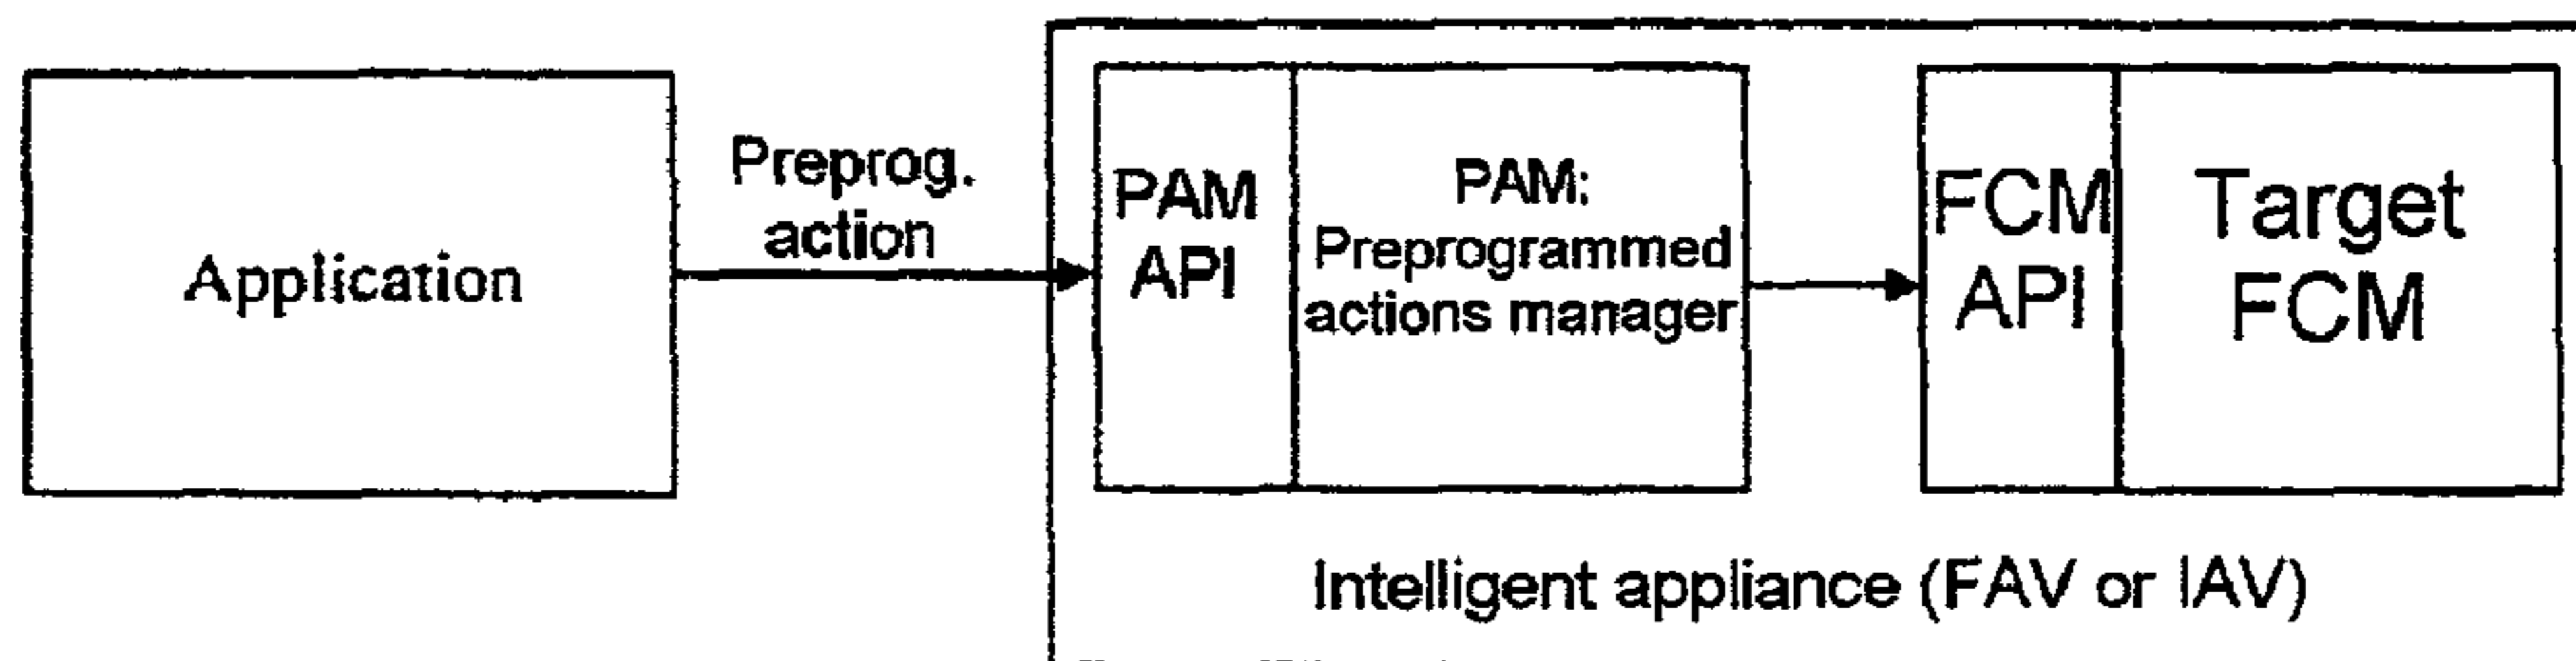 Application
Preprog.
action
PAM
API
PAM:
Preprogrammed
actions manager
FCM
API
Target
FCM
Intelligent appliance (FAV or IAV)